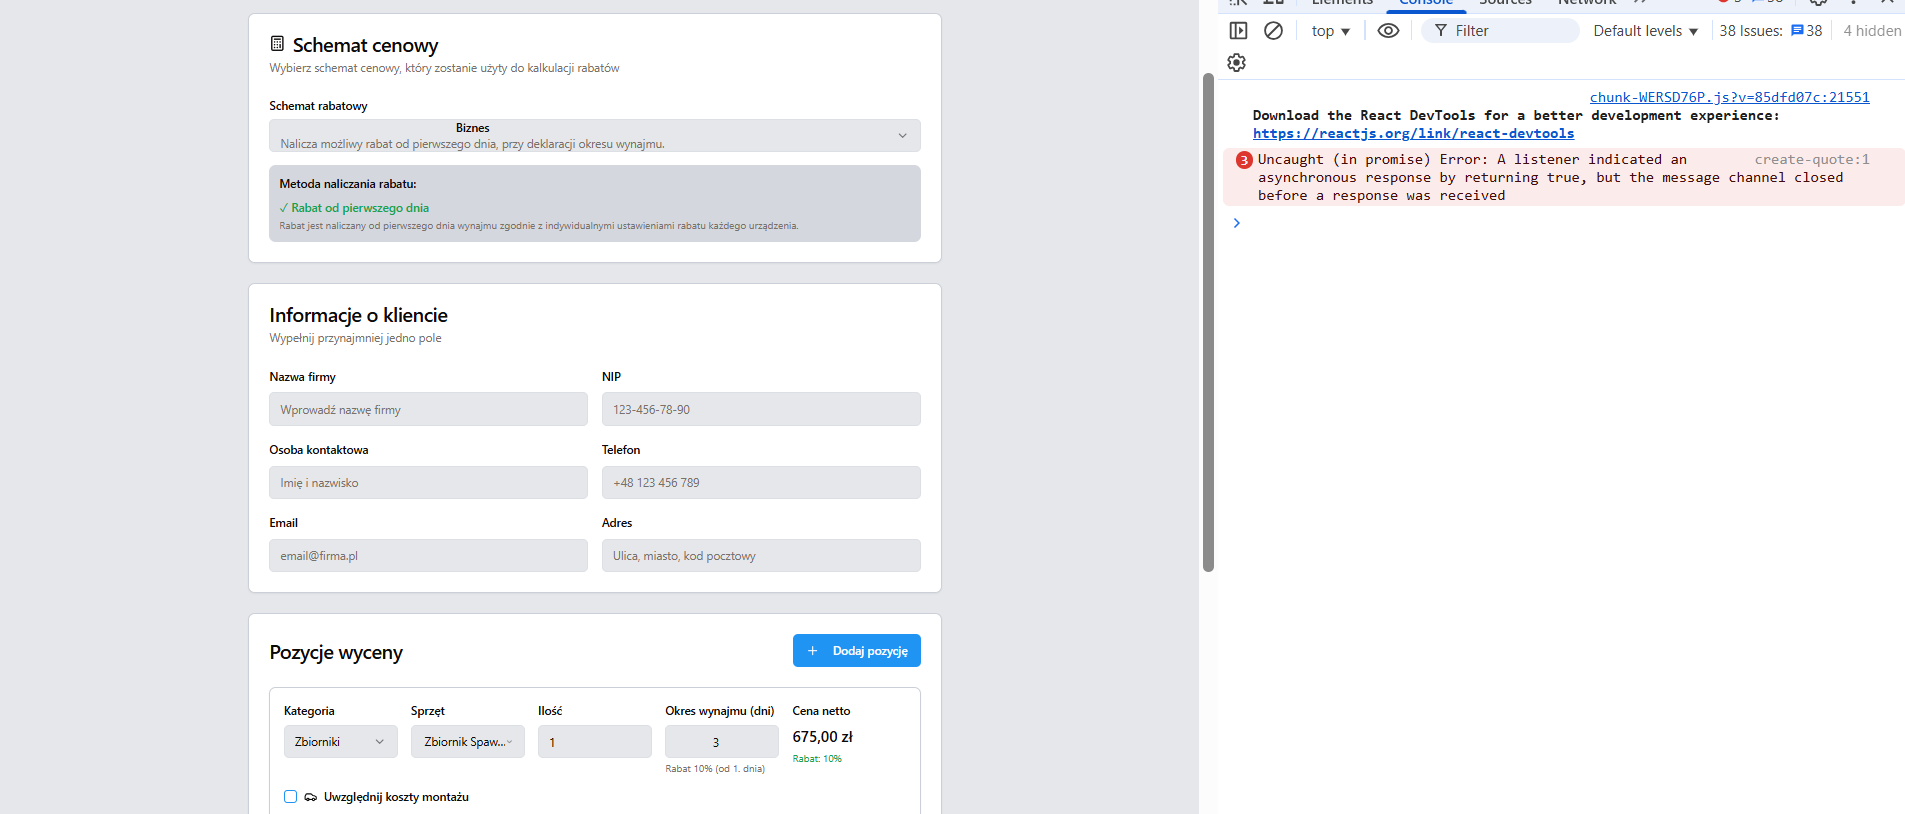 Schemat cenowy
Wybierz schemat cenowy, który zostanie użyty do kalkulacji rabatów
Schemat rabatowy
Biznes
Nalicza możliwy rabat od pierwszego dnia, przy deklaracji okresu wynajmu.
Metoda naliczania rabatu:
✓ Rabat od pierwszego dnia
Rabat jest naliczany od pierwszego dnia wynajmu zgodnie z indywidualnymi ustawieniami rabatu każdego urządzenia.
Informacje o kliencie
Wypełnij przynajmniej jedno pole
Nazwa firmy
NIP
Wprowadź nazwę firmy
123-456-78-90
Osoba kontaktowa
Telefon
Imię i nazwisko
+48 123 456 789
Email
Adres
email@firma.pl
Ulica, miasto, kod pocztowy
Pozycje wyceny
+ Dodaj pozycję
Kategoria
Sprzęt
Ilość
Okres wynajmu (dni)
Cena netto
Zbiorniki
Zbiornik Spaw...
1
3
675,00 zł
Rabat 10% (od 1. dnia)
Rabat: 10%
Uwzględnij koszty montażu
Elements
Console
Sources
Network
top
Filter
Default levels
38 Issues:
38
4 hidden
chunk-WERSD76P.js?v=85dfd07c:21551
Download the React DevTools for a better development experience:
https://reactjs.org/link/react-devtools
3
Uncaught (in promise) Error: A listener indicated an
create-quote:1
asynchronous response by returning true, but the message channel closed
before a response was received